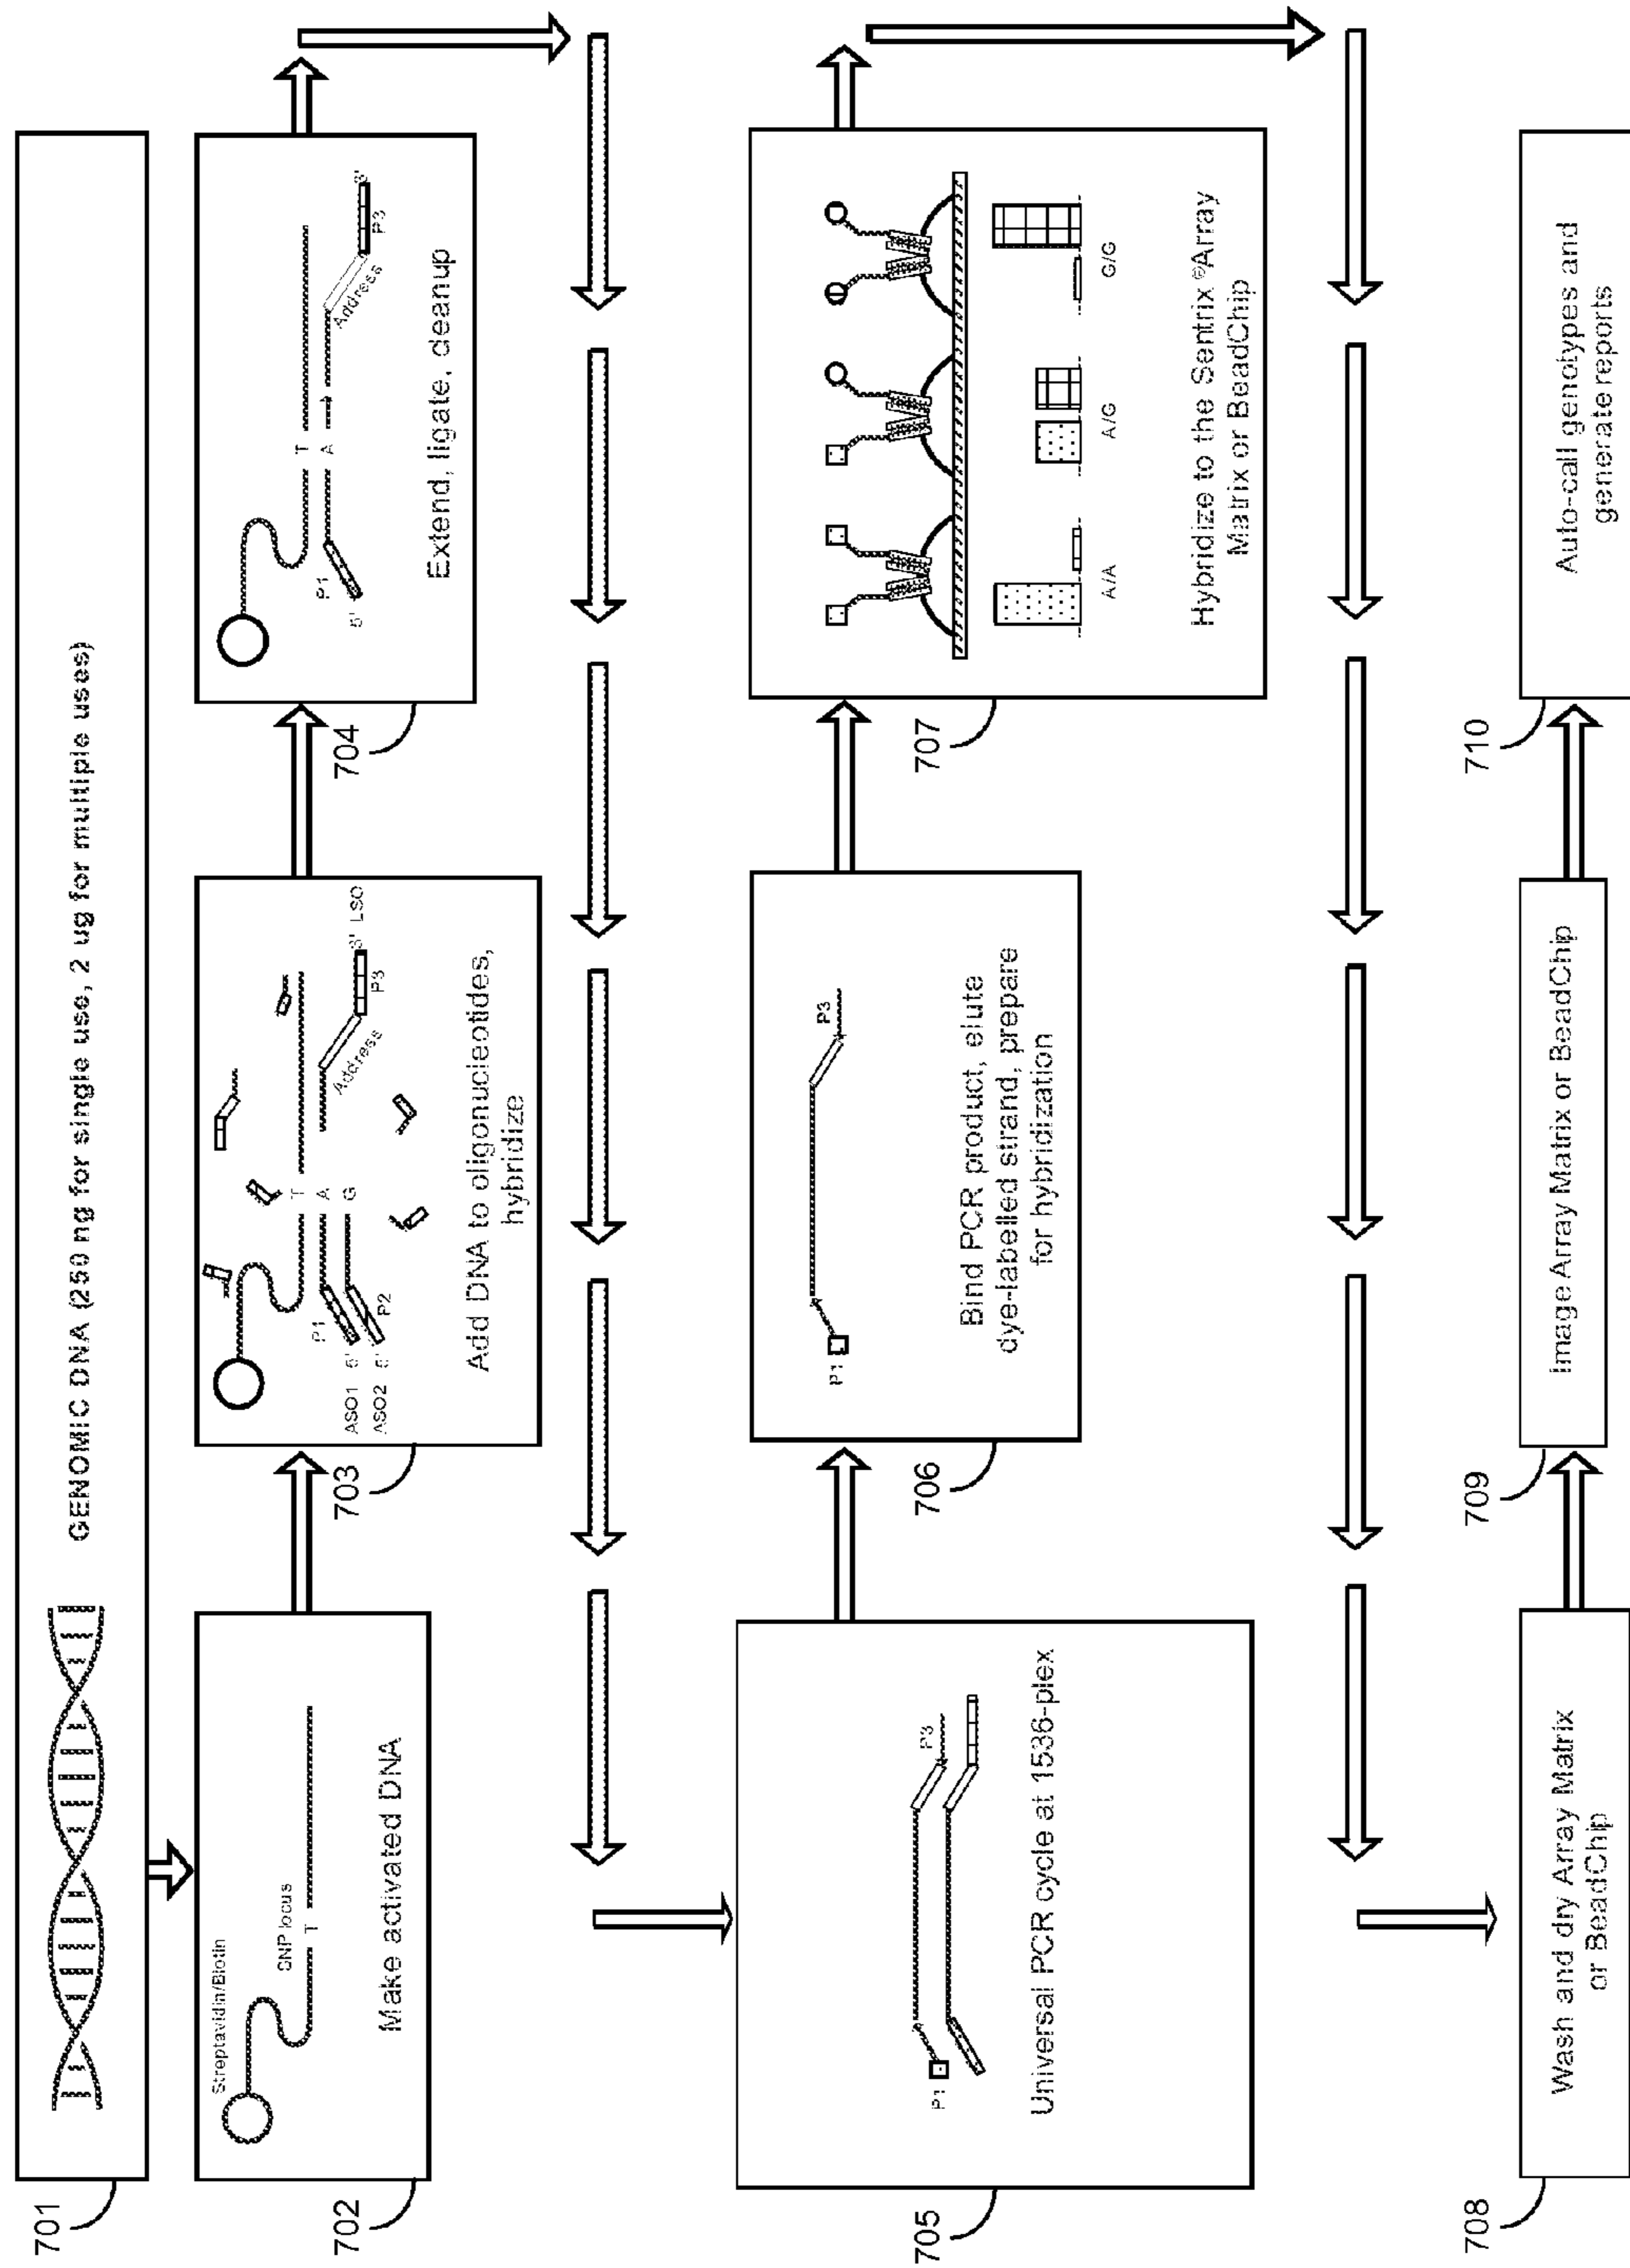 701
GENOMIC DNA (250 ng for single use, 2 ug for multiple uses)
702
Streptavidin/Biotin
SNP locus
T
Make activated DNA
703
T
P1
A
G
ASO1 5'
ASO2 5'
P2
Address
P3
3' LSO
Add DNA to oligonucleotides,
hybridize
704
T
P1
A
5'
Address
P3
3'
Extend, ligate, cleanup
705
P1
P3
Universal PCR cycle at 1536-plex
706
P1
P3
Bind PCR product, elute
dye-labelled strand, prepare
for hybridization
707
A/A
A/G
G/G
Hybridize to the Sentrix ®Array
Matrix or BeadChip
708
Wash and dry Array Matrix
or BeadChip
709
Image Array Matrix or BeadChip
710
Auto-call genotypes and
generate reports